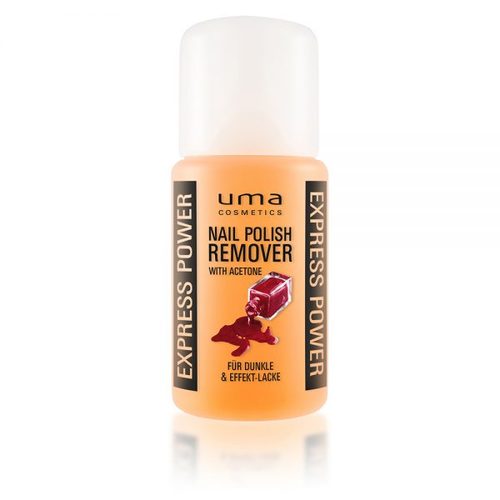 uma
COSMETICS
NAIL POLISH
REMOVER
WITH ACETONE
FÜR DUNKLE
& EFFEKT-LACKE
EXPRESS POWER
EXPRESS POWER